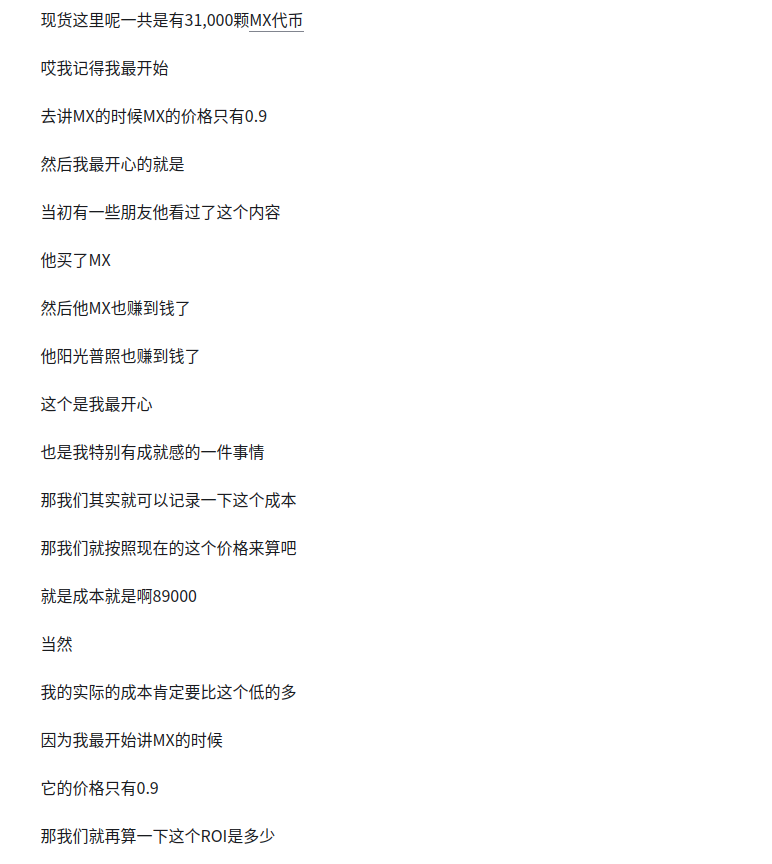 现货这里呢一共是有31,000颗MX代币
哎我记得我最开始
去讲MX的时候MX的价格只有0.9
然后我最开心的就是
当初有一些朋友他看过了这个内容
他买了MX
然后他MX也赚到钱了
他阳光普照也赚到钱了
这个是我最开心
也是我特别有成就感的一件事情
那我们其实就可以记录一下这个成本
那我们就按照现在的这个价格来算吧
就是成本就是啊89000
当然
我的实际的成本肯定要比这个低的多
因为我最开始讲MX的时候
它的价格只有0.9
那我们就再算一下这个ROI是多少